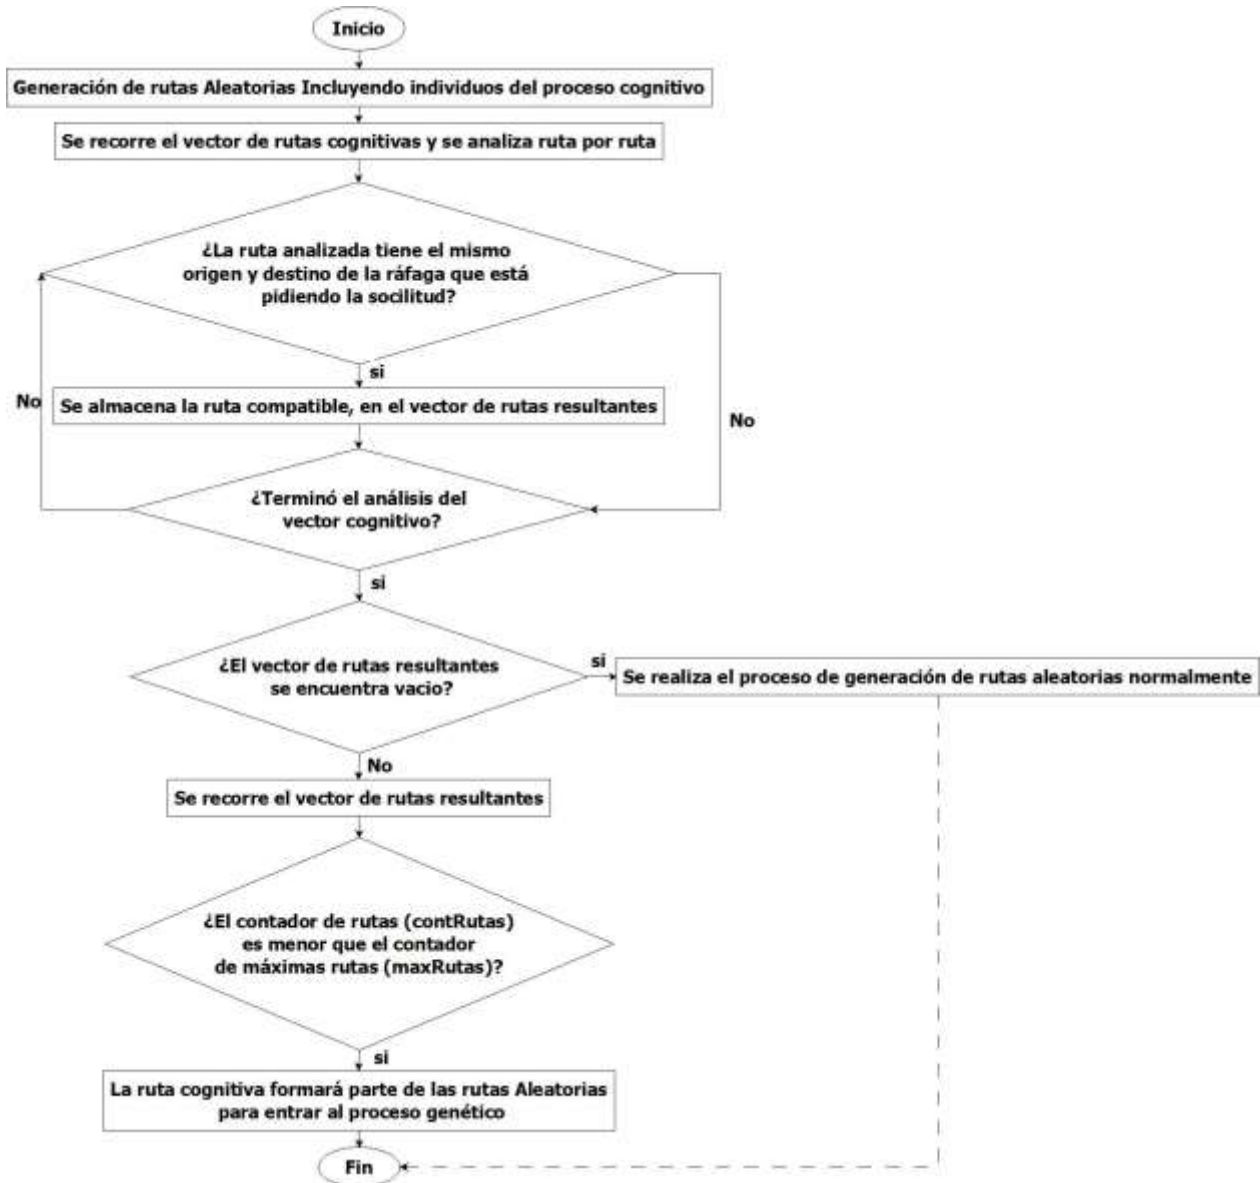 Inicio
Generación de rutas Aleatorias Incluyendo individuos del proceso cognitivo
Se recorre el vector de rutas cognitivas y se analiza ruta por ruta
¿La ruta analizada tiene el mismo
origen y destino de la ráfaga que está
pidiendo la socilitud?
si
No
Se almacena la ruta compatible, en el vector de rutas resultantes
No
¿Terminó el análisis del
vector cognitivo?
si
¿El vector de rutas resultantes
se encuentra vacio?
si
Se realiza el proceso de generación de rutas aleatorias normalmente
No
Se recorre el vector de rutas resultantes
¿El contador de rutas (contRutas)
es menor que el contador
de máximas rutas (maxRutas)?
si
La ruta cognitiva formará parte de las rutas Aleatorias
para entrar al proceso genético
Fin